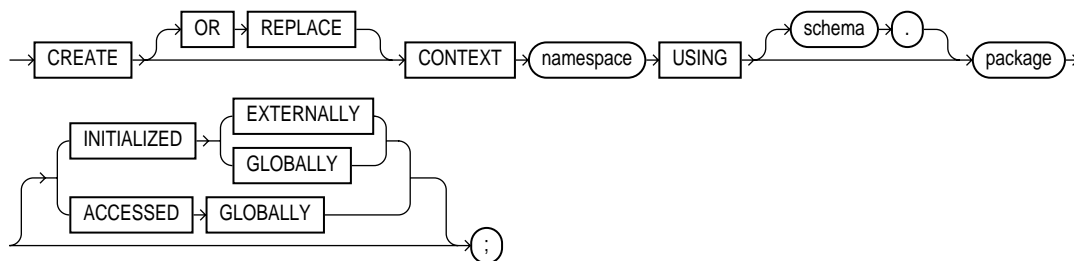 OR REPLACE schema .
CREATE CONTEXT namespace USING package
EXTERNALLY
INITIALIZED
GLOBALLY
ACCESSED GLOBALLY
;